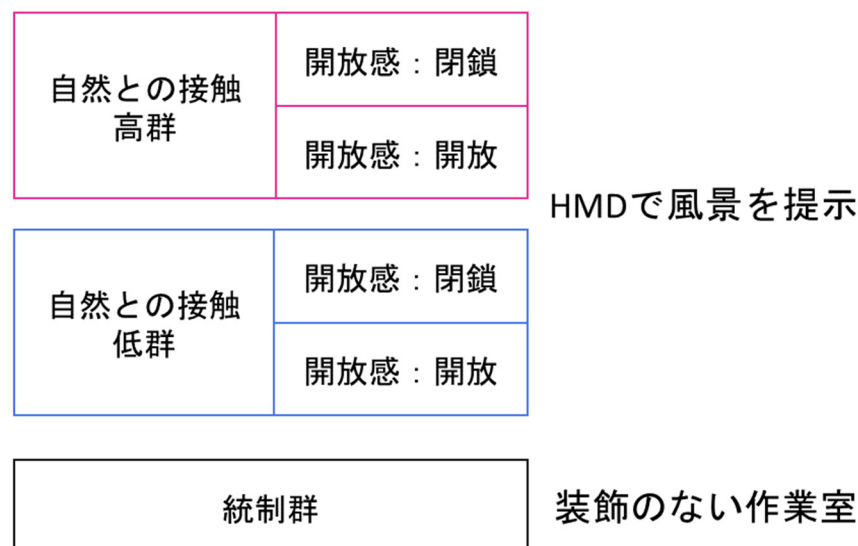 自然との接触
高群
開放感：閉鎖
開放感：開放
HMDで風景を提示
自然との接触
低群
開放感：閉鎖
開放感：開放
統制群
装飾のない作業室